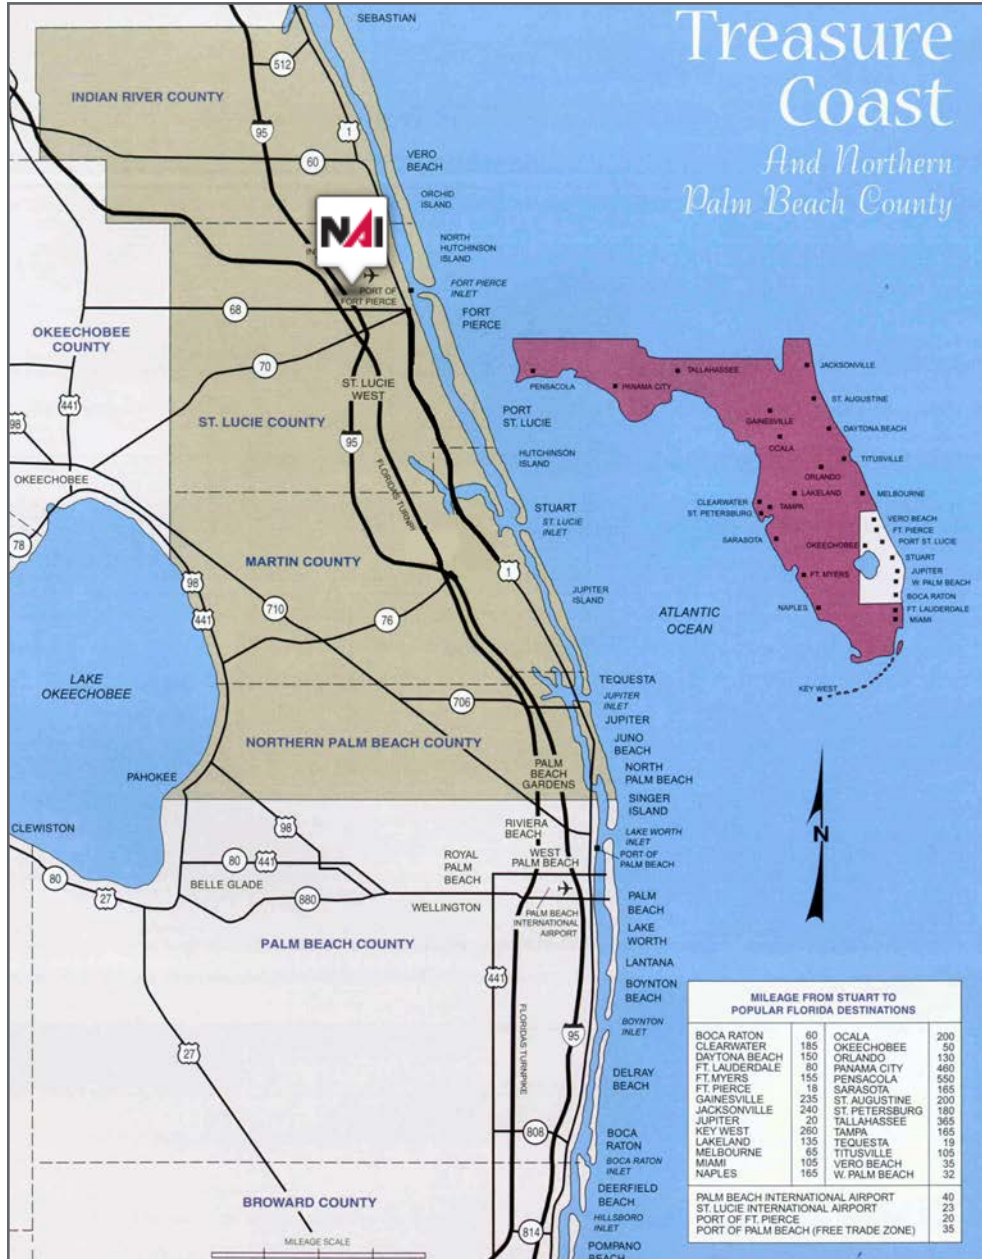 Treasure
Coast
And Northern
Palm Beach County
SEBASTIAN
512
INDIAN RIVER COUNTY
95
1
60
VERO
BEACH
ORCHID
ISLAND
NAI
NORTH
HUTCHINSON
ISLAND
FORT PIERCE
INLET
PORT OF
FORT PIERCE
FORT
PIERCE
68
OKEECHOBEE
COUNTY
70
ST. LUCIE
WEST
441
98
ST. LUCIE COUNTY
95
PORT
ST. LUCIE
HUTCHINSON
ISLAND
OKEECHOBEE
FLORIDAS TURNPI
STUART
ST. LUCIE
INLET
78
MARTIN COUNTY
1
98
441
710
76
JUPITER
ISLAND
ATLANTIC
OCEAN
LAKE
OKEECHOBEE
TEQUESTA
JUPITER
INLET
706
JUPITER
NORTHERN PALM BEACH COUNTY
JUNO
BEACH
PAHOKEE
PALM
BEACH
GARDENS
NORTH
PALM BEACH
SINGER
ISLAND
CLEWISTON
98
RIVIERA
BEACH
LAKE WORTH
INLET
PORT OF
PALM BEACH
80
441
ROYAL
PALM
BEACH
WEST
PALM BEACH
80
27
BELLE GLADE
880
WELLINGTON
PALM BEACH
INTERNATIONAL
AIRPORT
PALM
BEACH
LAKE
WORTH
PALM BEACH COUNTY
LANTANA
441
BOYNTON
BEACH
BOYNTON
INLET
FLORIDAS TURNPIKE
95
27
DELRAY
BEACH
808
BOCA
RATON
BOCA RATON
INLET
BROWARD COUNTY
DEERFIELD
BEACH
HILLSBORO
INLET
814
POMPANO
BEACH
MILEAGE SCALE
PENSACOLA
PANAMA CITY
TALLAHASSEE
JACKSONVILLE
ST. AUGUSTINE
GAINESVILLE
OCALA
DAYTONA BEACH
TITUSVILLE
ORLANDO
LAKELAND
MELBOURNE
CLEARWATER
TAMPA
ST. PETERSBURG
VERO BEACH
FT. PIERCE
PORT ST. LUCIE
SARASOTA
OKEECHOBEE
STUART
JUPITER
W. PALM BEACH
FT. MYERS
BOCA RATON
NAPLES
FT. LAUDERDALE
MIAMI
KEY WEST
N
MILEAGE FROM STUART TO
POPULAR FLORIDA DESTINATIONS
BOCA RATON 60 OCALA 200
CLEARWATER 185 OKEECHOBEE 50
DAYTONA BEACH 150 ORLANDO 130
FT. LAUDERDALE 80 PANAMA CITY 460
FT. MYERS 155 PENSACOLA 550
FT. PIERCE 18 SARASOTA 165
GAINESVILLE 235 ST. AUGUSTINE 200
JACKSONVILLE 240 ST. PETERSBURG 180
JUPITER 20 TALLAHASSEE 365
KEY WEST 260 TAMPA 165
LAKELAND 135 TEQUESTA 19
MELBOURNE 65 TITUSVILLE 105
MIAMI 105 VERO BEACH 35
NAPLES 165 W. PALM BEACH 32
PALM BEACH INTERNATIONAL AIRPORT 40
ST. LUCIE INTERNATIONAL AIRPORT 23
PORT OF FT. PIERCE 20
PORT OF PALM BEACH (FREE TRADE ZONE) 35